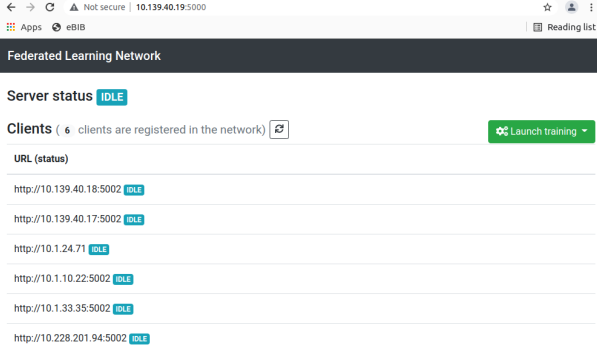 Not secure | 10.139.40.19:5000
Apps eBIB Reading list
Federated Learning Network
Server status IDLE
Clients ( 6 clients are registered in the network) Launch training
URL (status)
http://10.139.40.18:5002 IDLE
http://10.139.40.17:5002 IDLE
http://10.1.24.71 IDLE
http://10.1.10.22:5002 IDLE
http://10.1.33.35:5002 IDLE
http://10.228.201.94:5002 IDLE